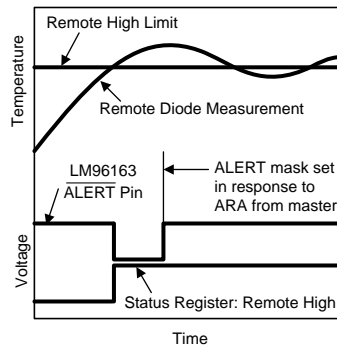 Remote High Limit
Remote Diode Measurement
Temperature
LM96163
ALERT Pin
ALERT mask set
in response to
ARA from master
Voltage
Status Register: Remote High
Time